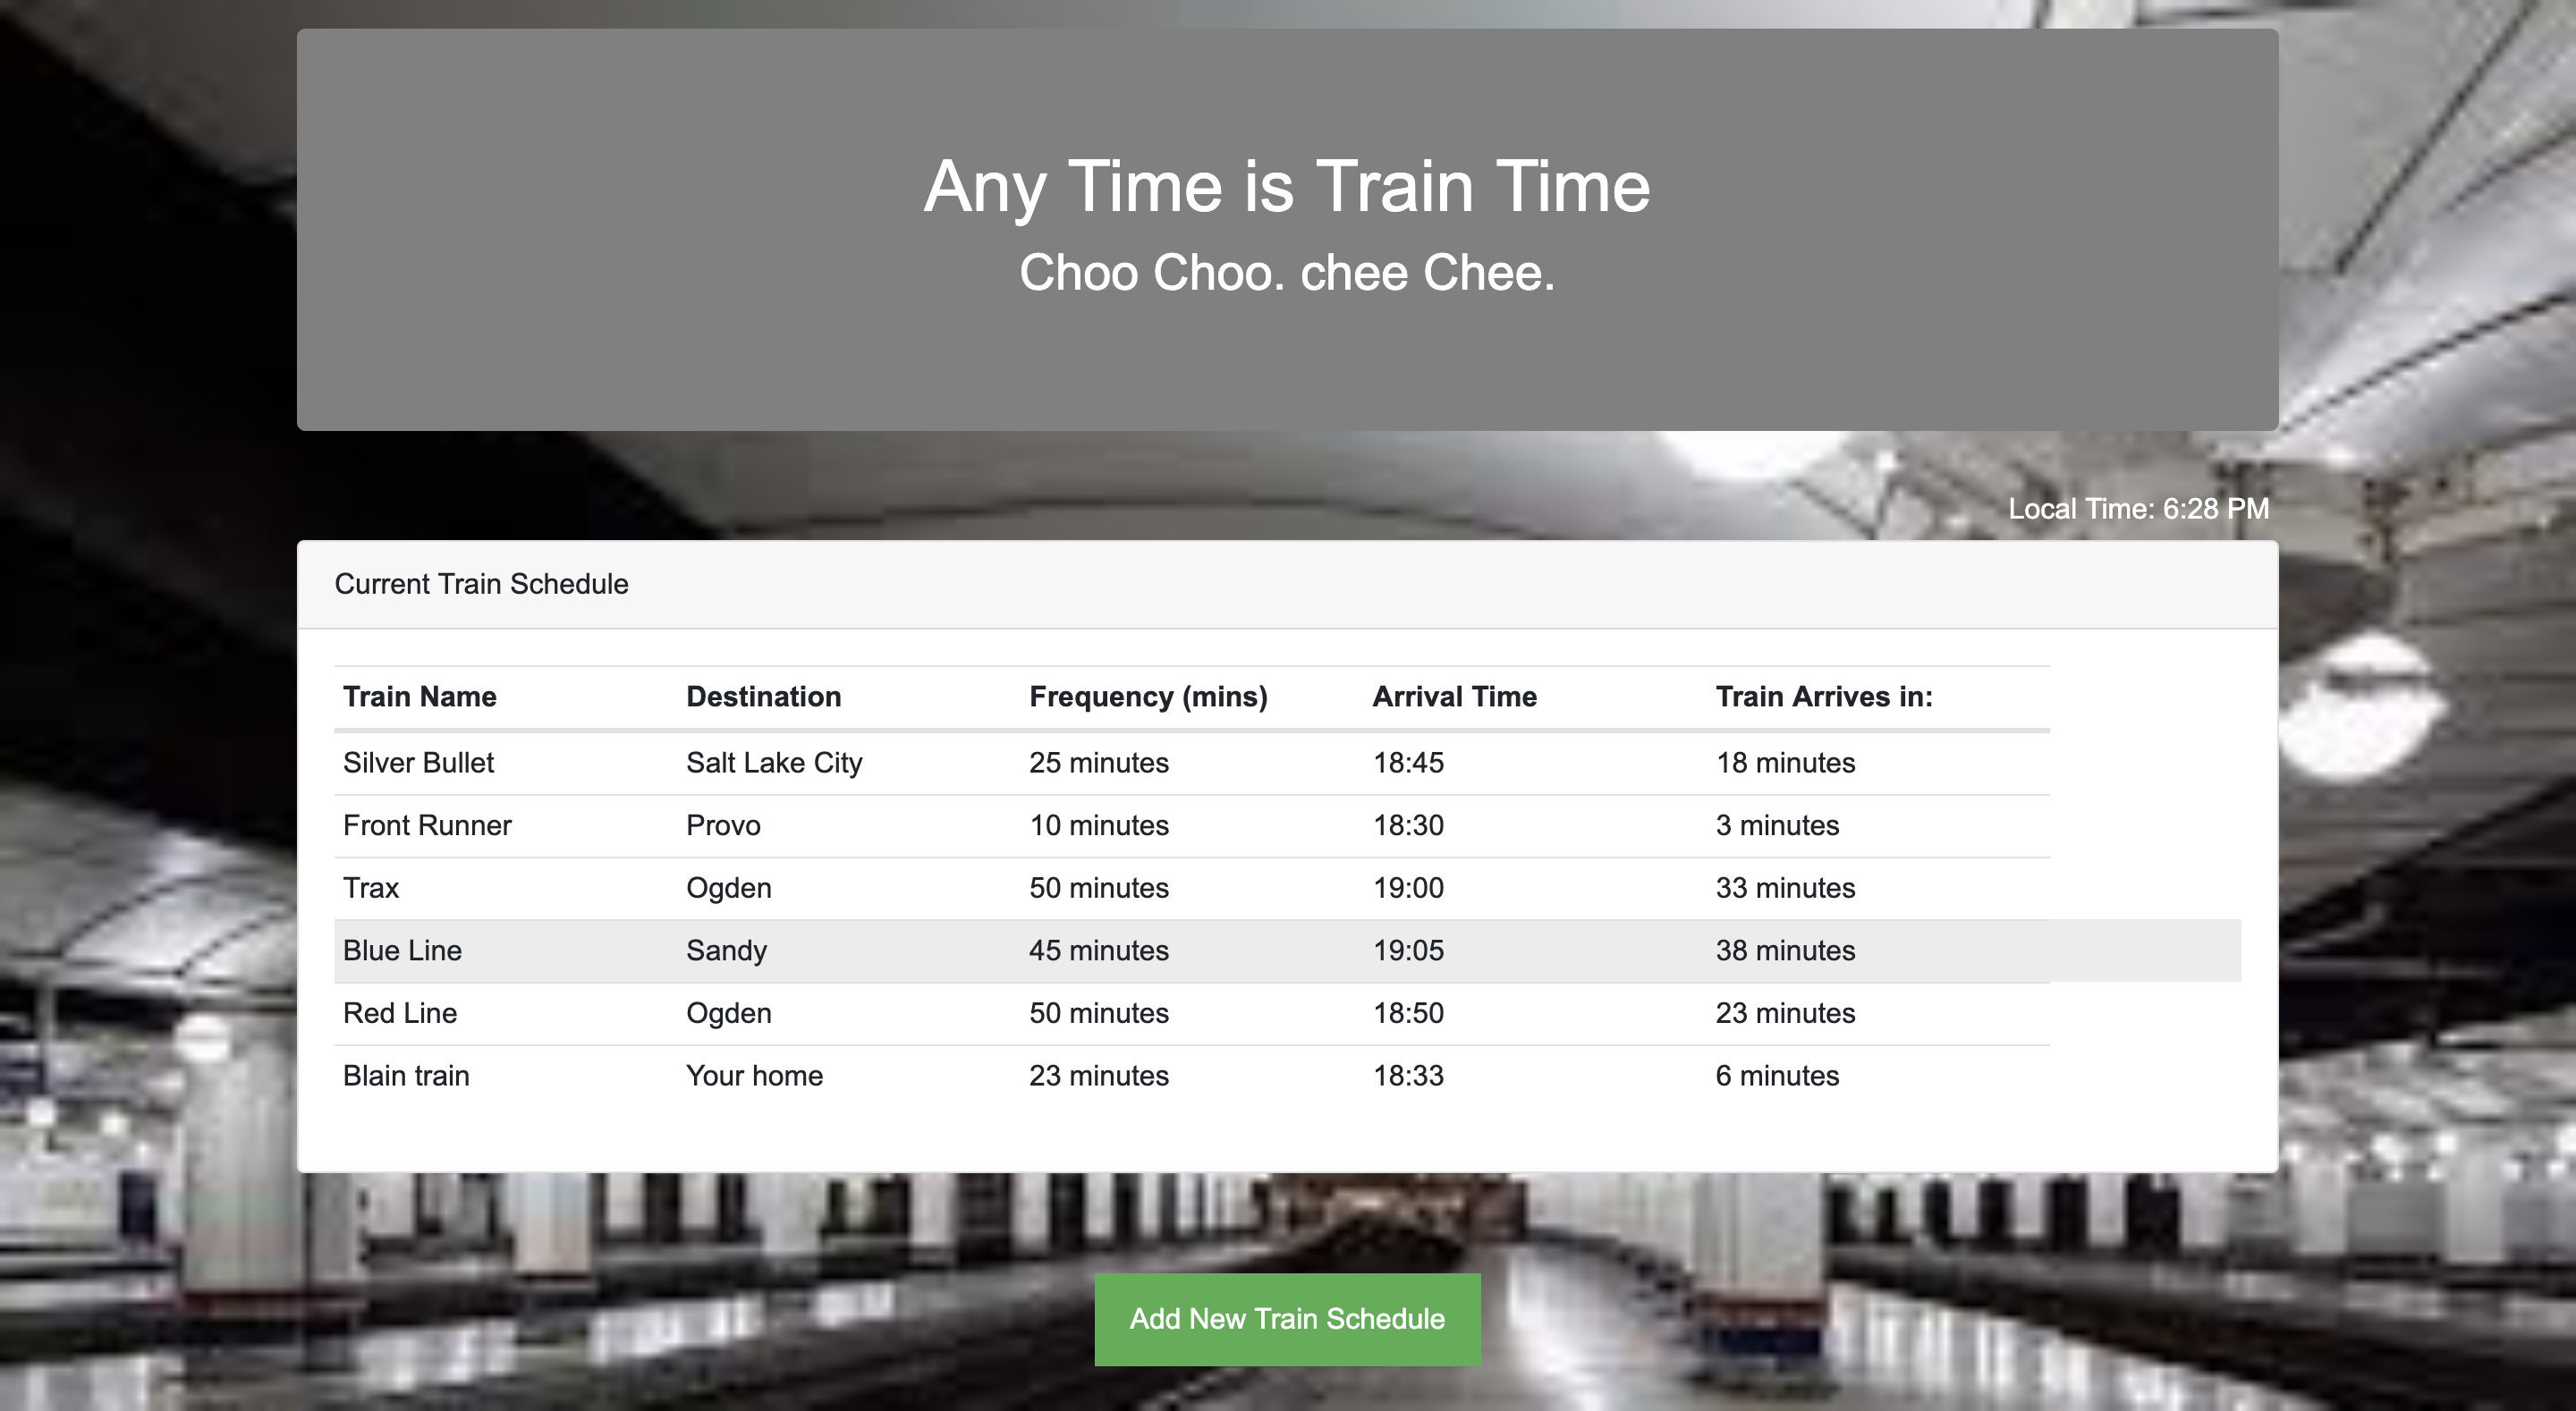 Any Time is Train Time
Choo Choo. chee Chee.
Local Time: 6:28 PM
Current Train Schedule
Train Name Destination Frequency (mins) Arrival Time Train Arrives in:
Silver Bullet Salt Lake City 25 minutes 18:45 18 minutes
Front Runner Provo 10 minutes 18:30 3 minutes
Trax Ogden 50 minutes 19:00 33 minutes
Blue Line Sandy 45 minutes 19:05 38 minutes
Red Line Ogden 50 minutes 18:50 23 minutes
Blain train Your home 23 minutes 18:33 6 minutes
Add New Train Schedule